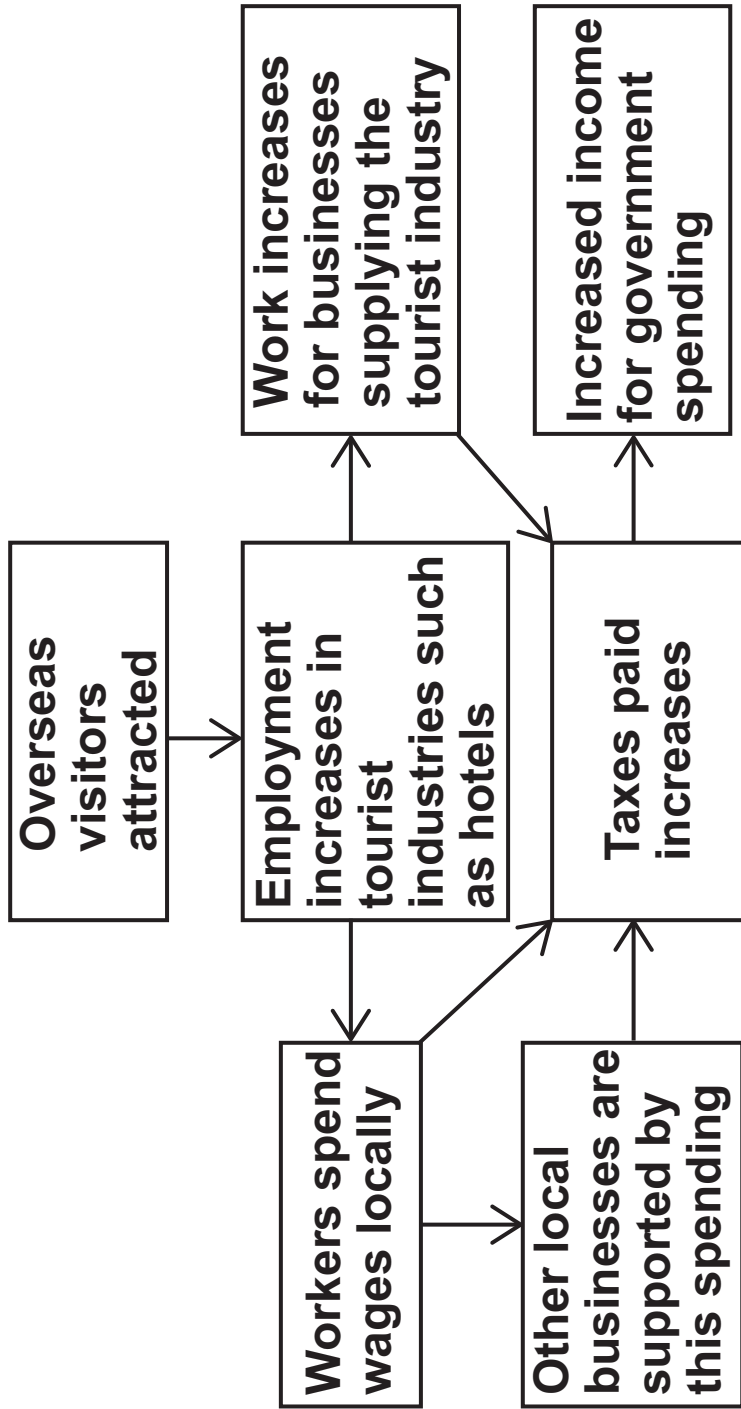 Overseas
visitors
attracted
Workers spend
wages locally
Employment
increases in
tourist
industries such
as hotels
Work increases
for businesses
supplying the
tourist industry
Other local
businesses are
supported by
this spending
Taxes paid
increases
Increased income
for government
spending